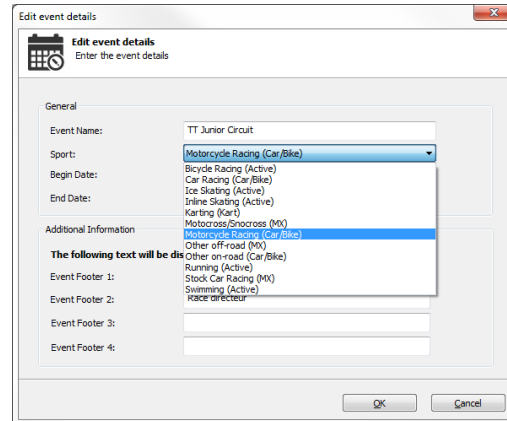 Edit event details
Edit event details
Enter the event details
General
Event Name:
TT Junior Circuit
Sport:
Motorcycle Racing (Car/Bike)
Begin Date:
End Date:
Bicycle Racing (Active)
Car Racing (Car/Bike)
Ice Skating (Active)
Inline Skating (Active)
Karting (Kart)
Motocross/Snocross (MX)
Motorcycle Racing (Car/Bike)
Other off-road (MX)
Other on-road (Car/Bike)
Running (Active)
Stock Car Racing (MX)
Swimming (Active)
Additional Information
The following text will be dis
Event Footer 1:
Event Footer 2:
Race directeur
Event Footer 3:
Event Footer 4:
OK
Cancel